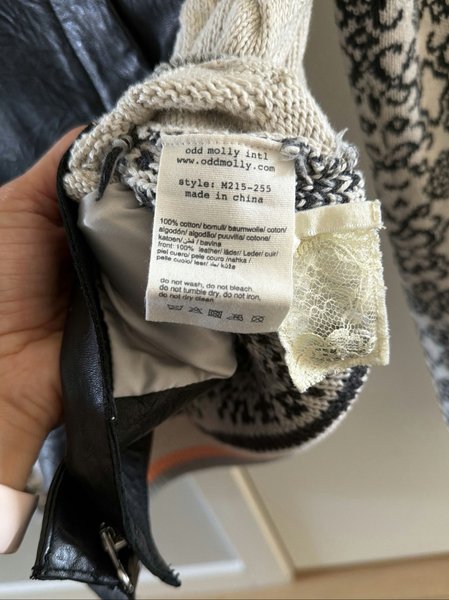 odd molly intl
www.oddmolly.com
style: M215-255
made in china
100% cotton/ bomull/ baumwolle/ coton/
algodón/ algodão/ puuvilla/ cotone/
katoen/ قطن/ bavlna
front: 100% leather/ läder/ Leder/ cuir/
piel cuero/ pele couro /nahka /
pelle cuoio/ leer/ جلد/ kůže
do not wash, do not bleach.
do not tumble dry. do not iron.
do not dry clean